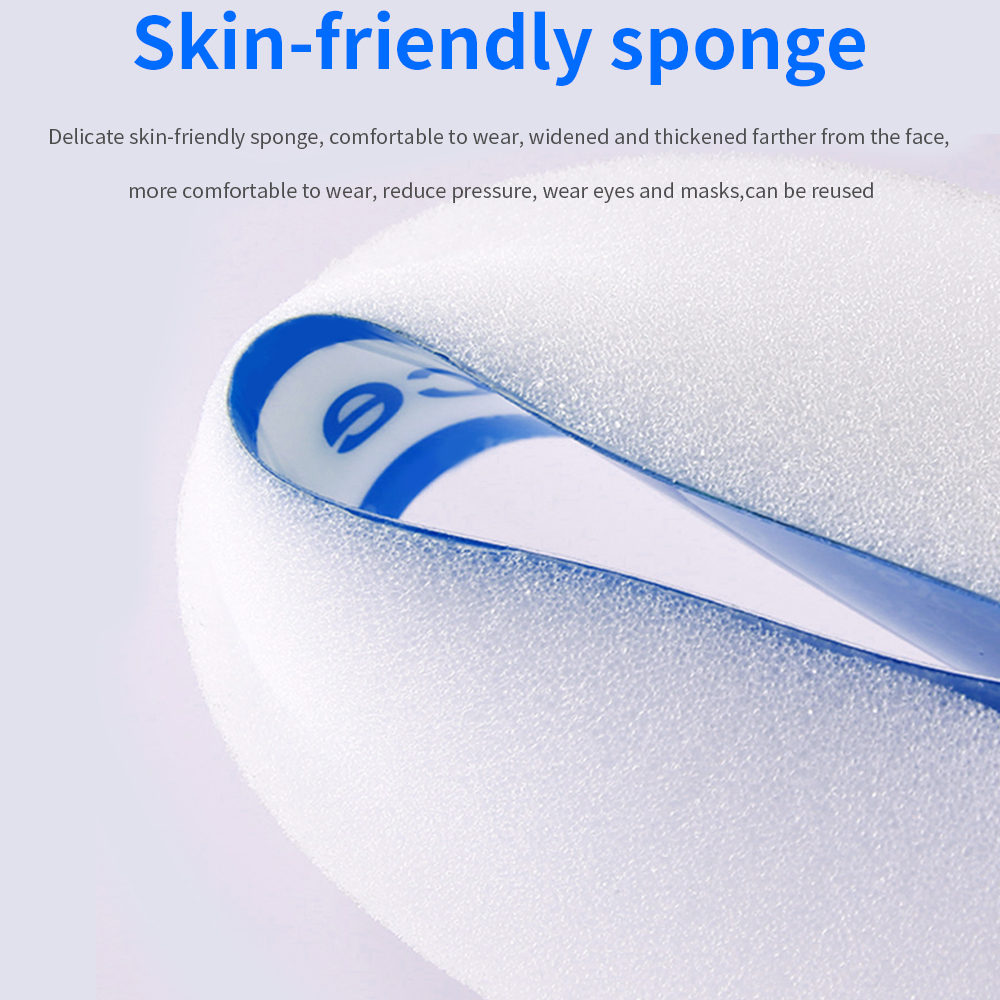 Skin-friendly sponge
Delicate skin-friendly sponge, comfortable to wear, widened and thickened farther from the face,
more comfortable to wear, reduce pressure, wear eyes and masks,can be reused